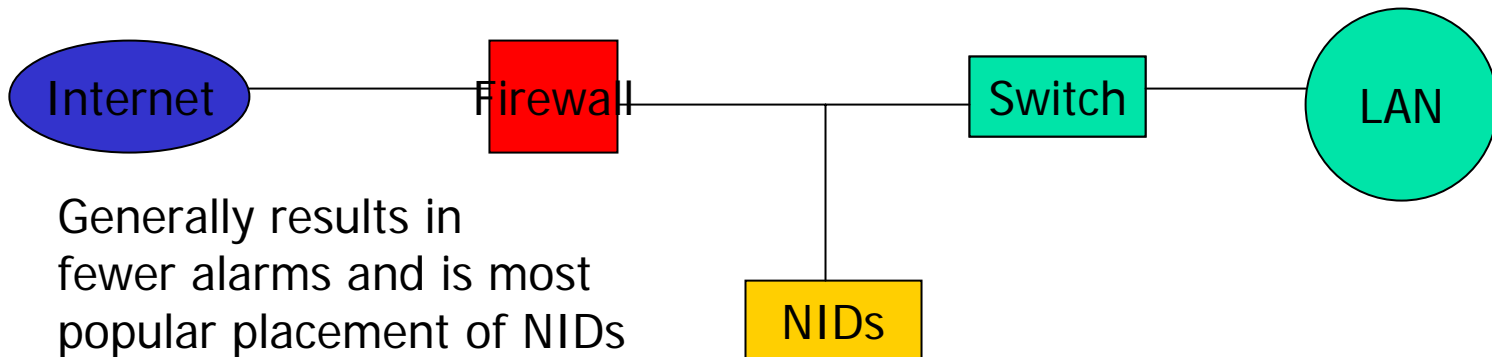 Internet
Firewall
Switch
LAN
Generally results in
fewer alarms and is most
popular placement of NIDs
NIDs